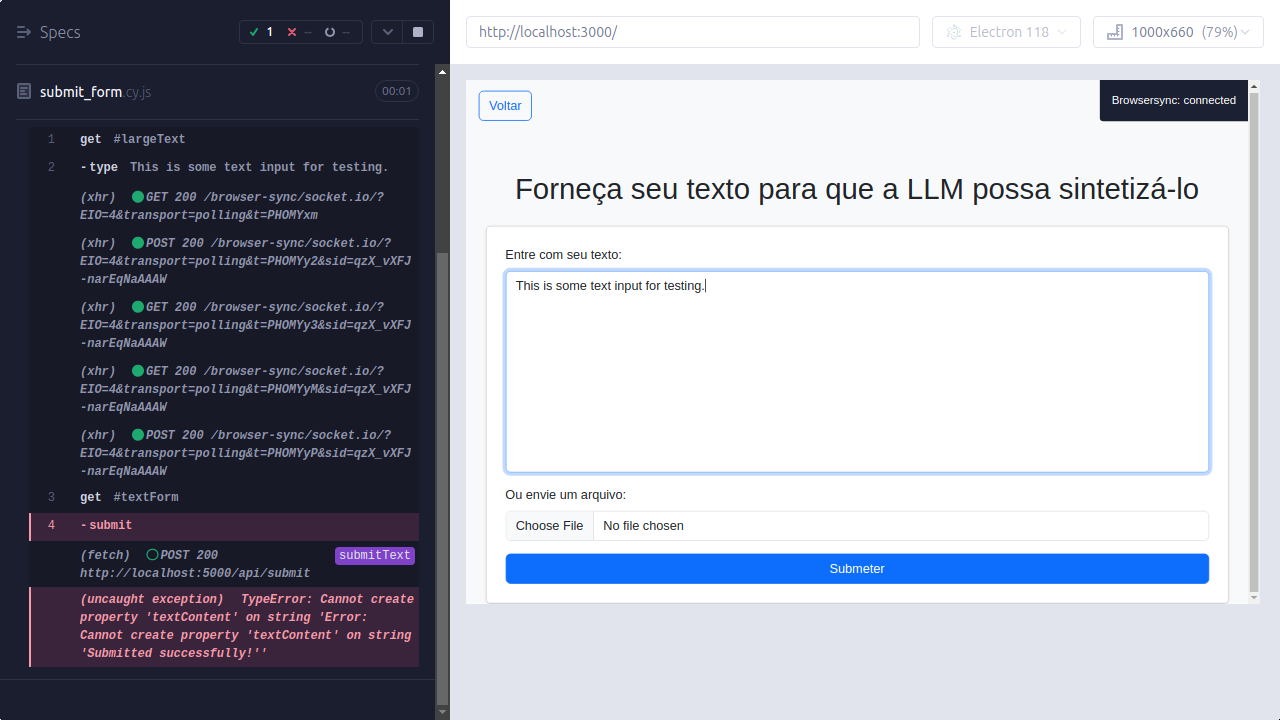 Specs
1
--
--
submit_form.cy.js
00:01
1 get #largeText
2 -type This is some text input for testing.
(xhr) GET 200 /browser-sync/socket.io/?
EIO=4&transport=polling&t=PHOMYxm
(xhr) POST 200 /browser-sync/socket.io/?
EIO=4&transport=polling&t=PHOMYy2&sid=qzX_vXFJ
-narEqNaAAAW
(xhr) GET 200 /browser-sync/socket.io/?
EIO=4&transport=polling&t=PHOMYy3&sid=qzX_vXFJ
-narEqNaAAAW
(xhr) GET 200 /browser-sync/socket.io/?
EIO=4&transport=polling&t=PHOMYyM&sid=qzX_vXFJ
-narEqNaAAAW
(xhr) POST 200 /browser-sync/socket.io/?
EIO=4&transport=polling&t=PHOMYyP&sid=qzX_vXFJ
-narEqNaAAAW
3 get #textForm
4 -submit
(fetch) POST 200 submitText
http://localhost:5000/api/submit
(uncaught exception) TypeError: Cannot create
property 'textContent' on string 'Error:
Cannot create property 'textContent' on string
'Submitted successfully!''
http://localhost:3000/
Electron 118
1000x660 (79%)
Voltar
Browsersync: connected
Forneça seu texto para que a LLM possa sintetizá-lo
Entre com seu texto:
This is some text input for testing.
Ou envie um arquivo:
Choose File No file chosen
Submeter